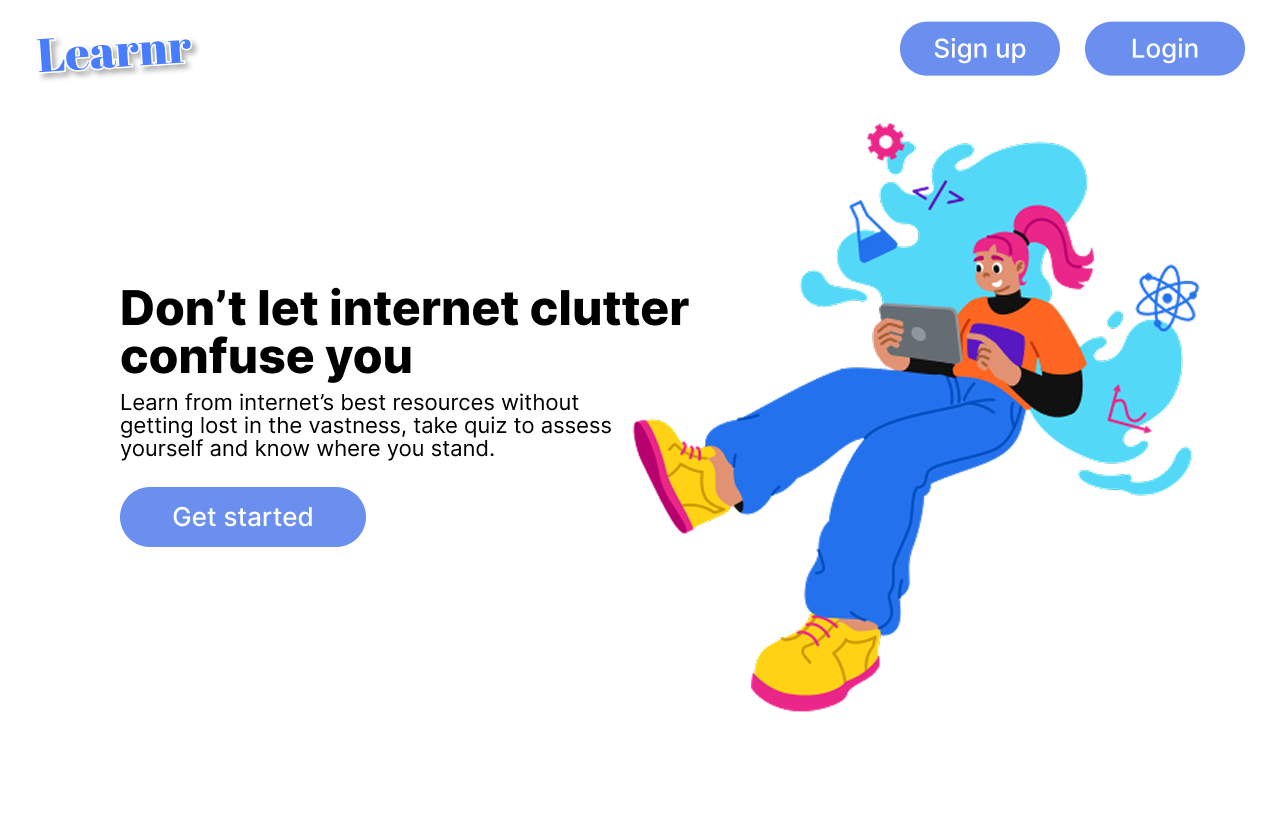 Learnr
Sign up
Login
</>
Don’t let internet clutter
confuse you
Learn from internet’s best resources without
getting lost in the vastness, take quiz to assess
yourself and know where you stand.
Get started